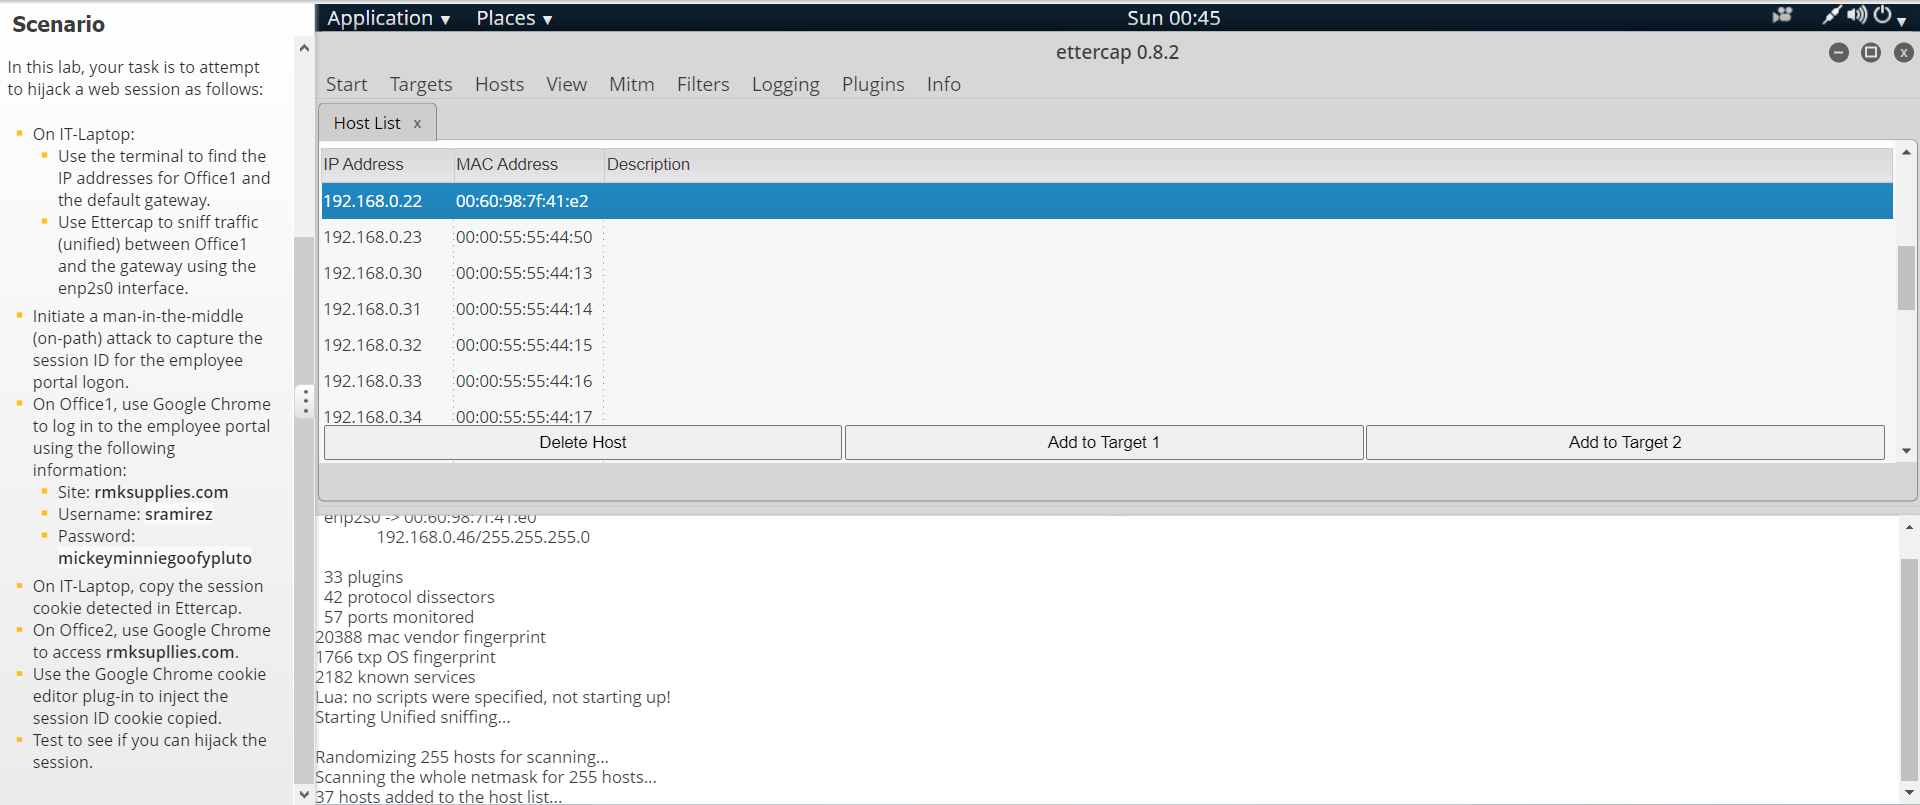 Scenario
In this lab, your task is to attempt
to hijack a web session as follows:
On IT-Laptop:
Use the terminal to find the
IP addresses for Office1 and
the default gateway.
Use Ettercap to sniff traffic
(unified) between Office1
and the gateway using the
enp2s0 interface.
Initiate a man-in-the-middle
(on-path) attack to capture the
session ID for the employee
portal logon.
On Office1, use Google Chrome
to log in to the employee portal
using the following
information:
Site: rmksupplies.com
Username: sramirez
Password:
mickeyminniegoofypluto
On IT-Laptop, copy the session
cookie detected in Ettercap.
On Office2, use Google Chrome
to access rmksupllies.com.
Use the Google Chrome cookie
editor plug-in to inject the
session ID cookie copied.
Test to see if you can hijack the
session.
Application ▾ Places ▾ Sun 00:45
ettercap 0.8.2
Start Targets Hosts View Mitm Filters Logging Plugins Info
Host List x
IP Address MAC Address Description
192.168.0.22 00:60:98:7f:41:e2
192.168.0.23 00:00:55:55:44:50
192.168.0.30 00:00:55:55:44:13
192.168.0.31 00:00:55:55:44:14
192.168.0.32 00:00:55:55:44:15
192.168.0.33 00:00:55:55:44:16
192.168.0.34 00:00:55:55:44:17
Delete Host Add to Target 1 Add to Target 2
enp2s0 -> 00:60:98:7f:41:e0
192.168.0.46/255.255.255.0
33 plugins
42 protocol dissectors
57 ports monitored
20388 mac vendor fingerprint
1766 txp OS fingerprint
2182 known services
Lua: no scripts were specified, not starting up!
Starting Unified sniffing...
Randomizing 255 hosts for scanning...
Scanning the whole netmask for 255 hosts...
37 hosts added to the host list...